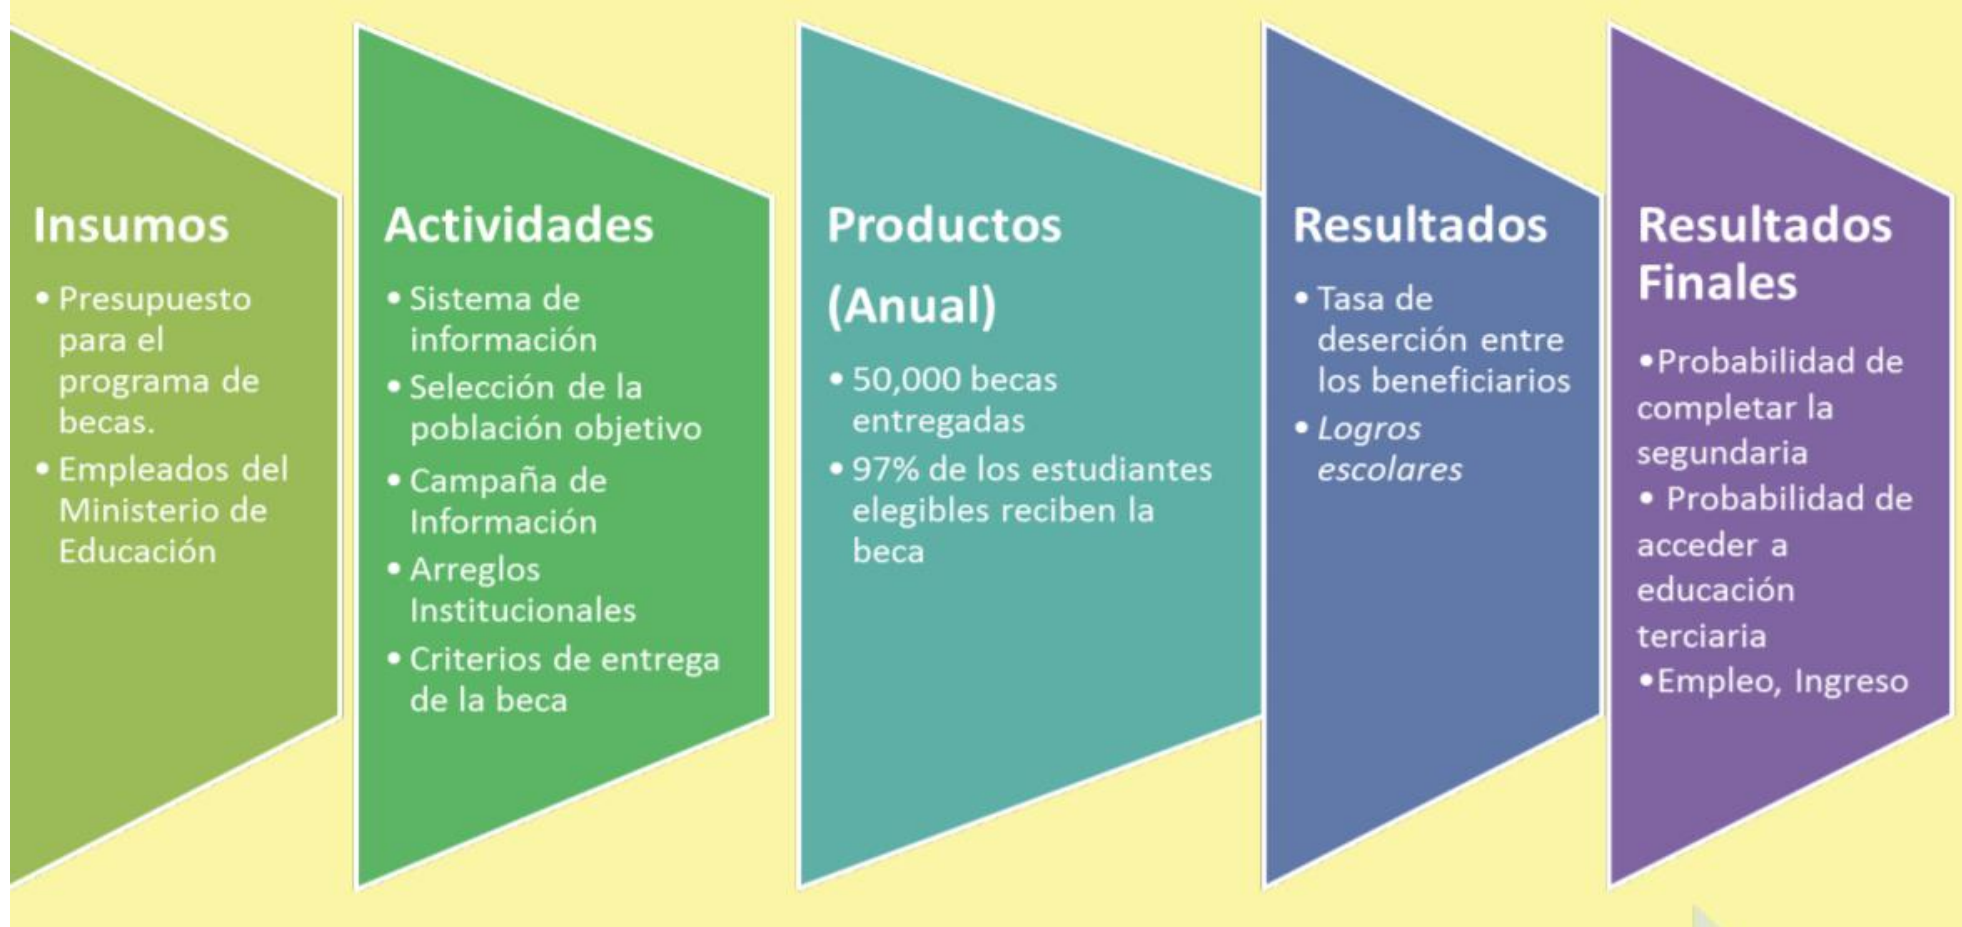 Insumos
• Presupuesto
para el
programa de
becas.
• Empleados del
Ministerio de
Educación
Actividades
• Sistema de
información
• Selección de la
población objetivo
• Campaña de
Información
• Arreglos
Institucionales
• Criterios de entrega
de la beca
Productos
(Anual)
• 50,000 becas
entregadas
• 97% de los estudiantes
elegibles reciben la
beca
Resultados
• Tasa de
deserción entre
los beneficiarios
• Logros
escolares
Resultados
Finales
•Probabilidad de
completar la
segundaria
• Probabilidad de
acceder a
educación
terciaria
•Empleo, Ingreso